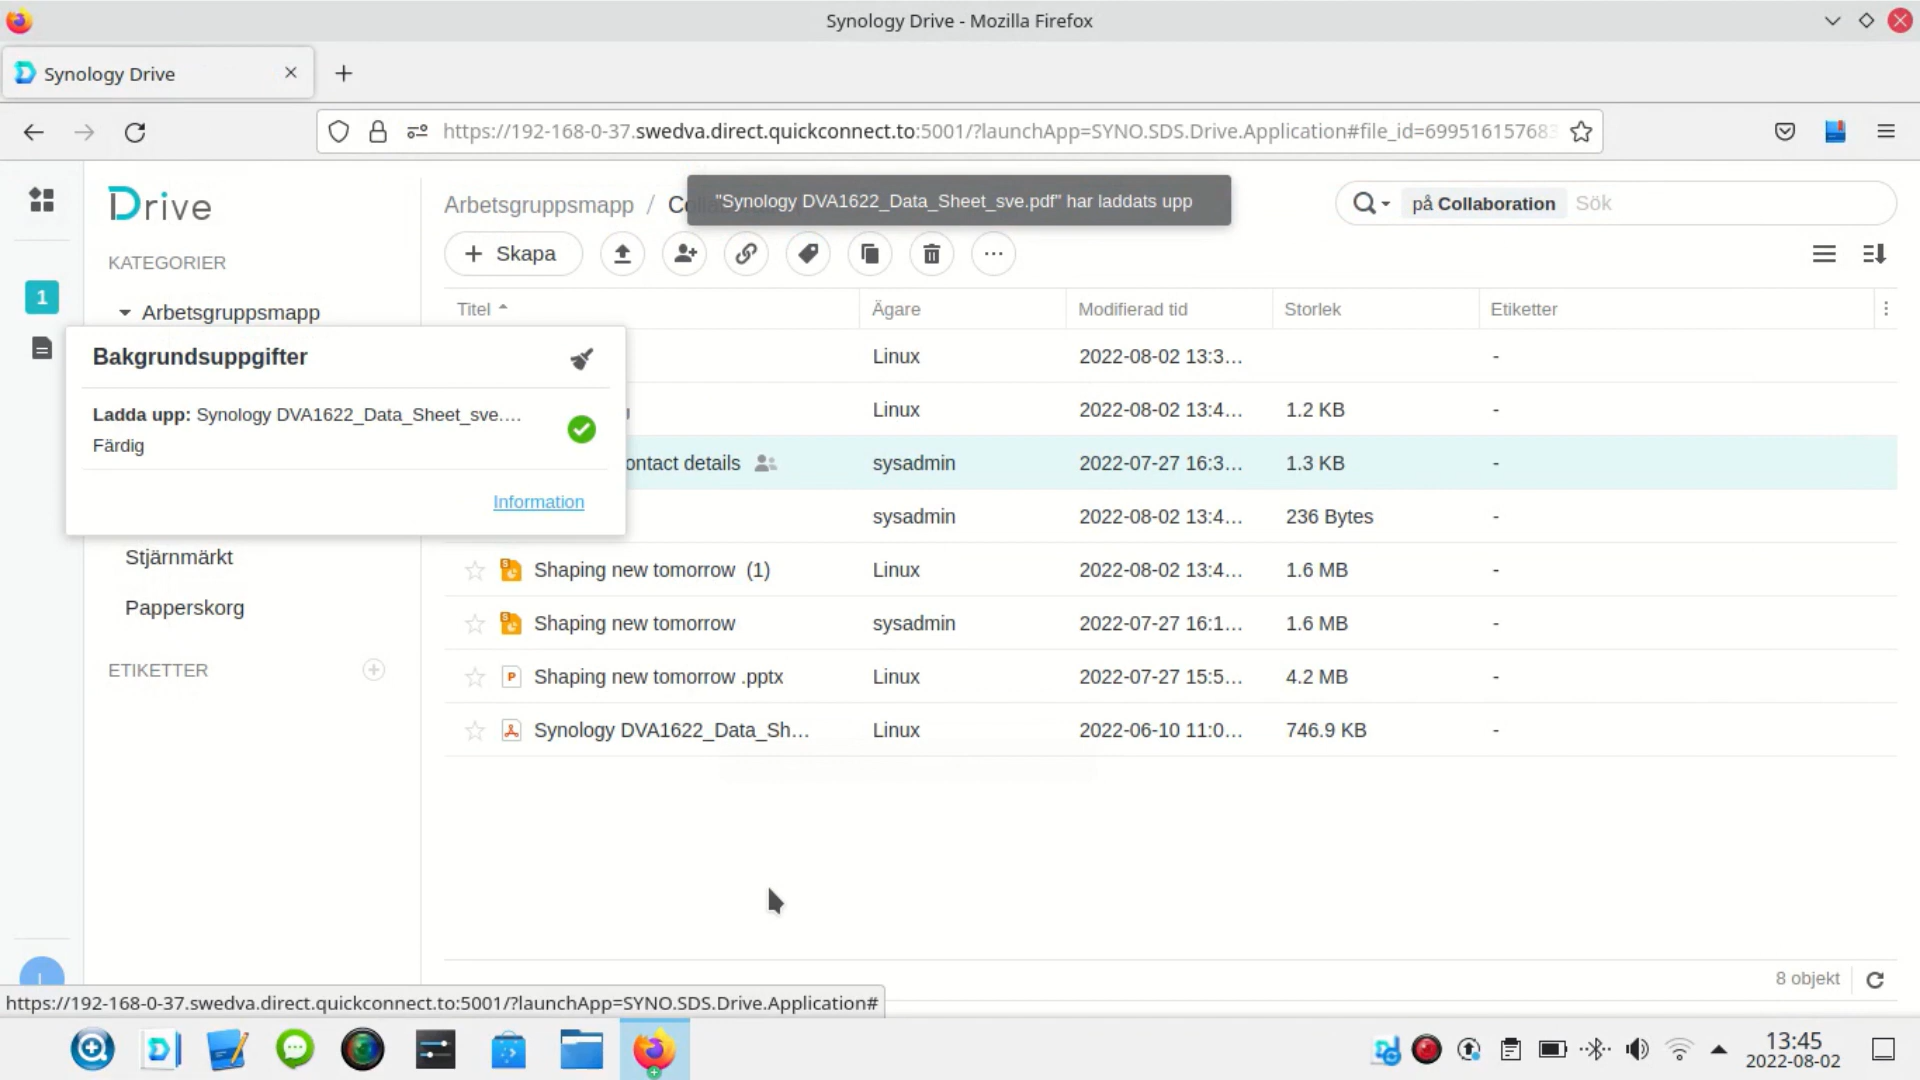 Synology Drive - Mozilla Firefox
Synology Drive
https://192-168-0-37.swedva.direct.quickconnect.to:5001/?launchApp=SYNO.SDS.Drive.Application#file_id=699516157683
Drive
Arbetsgruppsmapp /
"Synology DVA1622_Data_Sheet_sve.pdf" har laddats upp
på Collaboration Sök
Skapa
KATEGORIER
1
Arbetsgruppsmapp
Titel Ägare Modifierad tid Storlek Etiketter
Bakgrundsuppgifter
Ladda upp: Synology DVA1622_Data_Sheet_sve....
Färdig
Information
Linux 2022-08-02 13:3... -
Linux 2022-08-02 13:4... 1.2 KB -
ontact details sysadmin 2022-07-27 16:3... 1.3 KB -
sysadmin 2022-08-02 13:4... 236 Bytes -
Shaping new tomorrow (1) Linux 2022-08-02 13:4... 1.6 MB -
Shaping new tomorrow sysadmin 2022-07-27 16:1... 1.6 MB -
Shaping new tomorrow .pptx Linux 2022-07-27 15:5... 4.2 MB -
Synology DVA1622_Data_Sh... Linux 2022-06-10 11:0... 746.9 KB -
Stjärnmärkt
Papperskorg
ETIKETTER
8 objekt
https://192-168-0-37.swedva.direct.quickconnect.to:5001/?launchApp=SYNO.SDS.Drive.Application#
13:45
2022-08-02